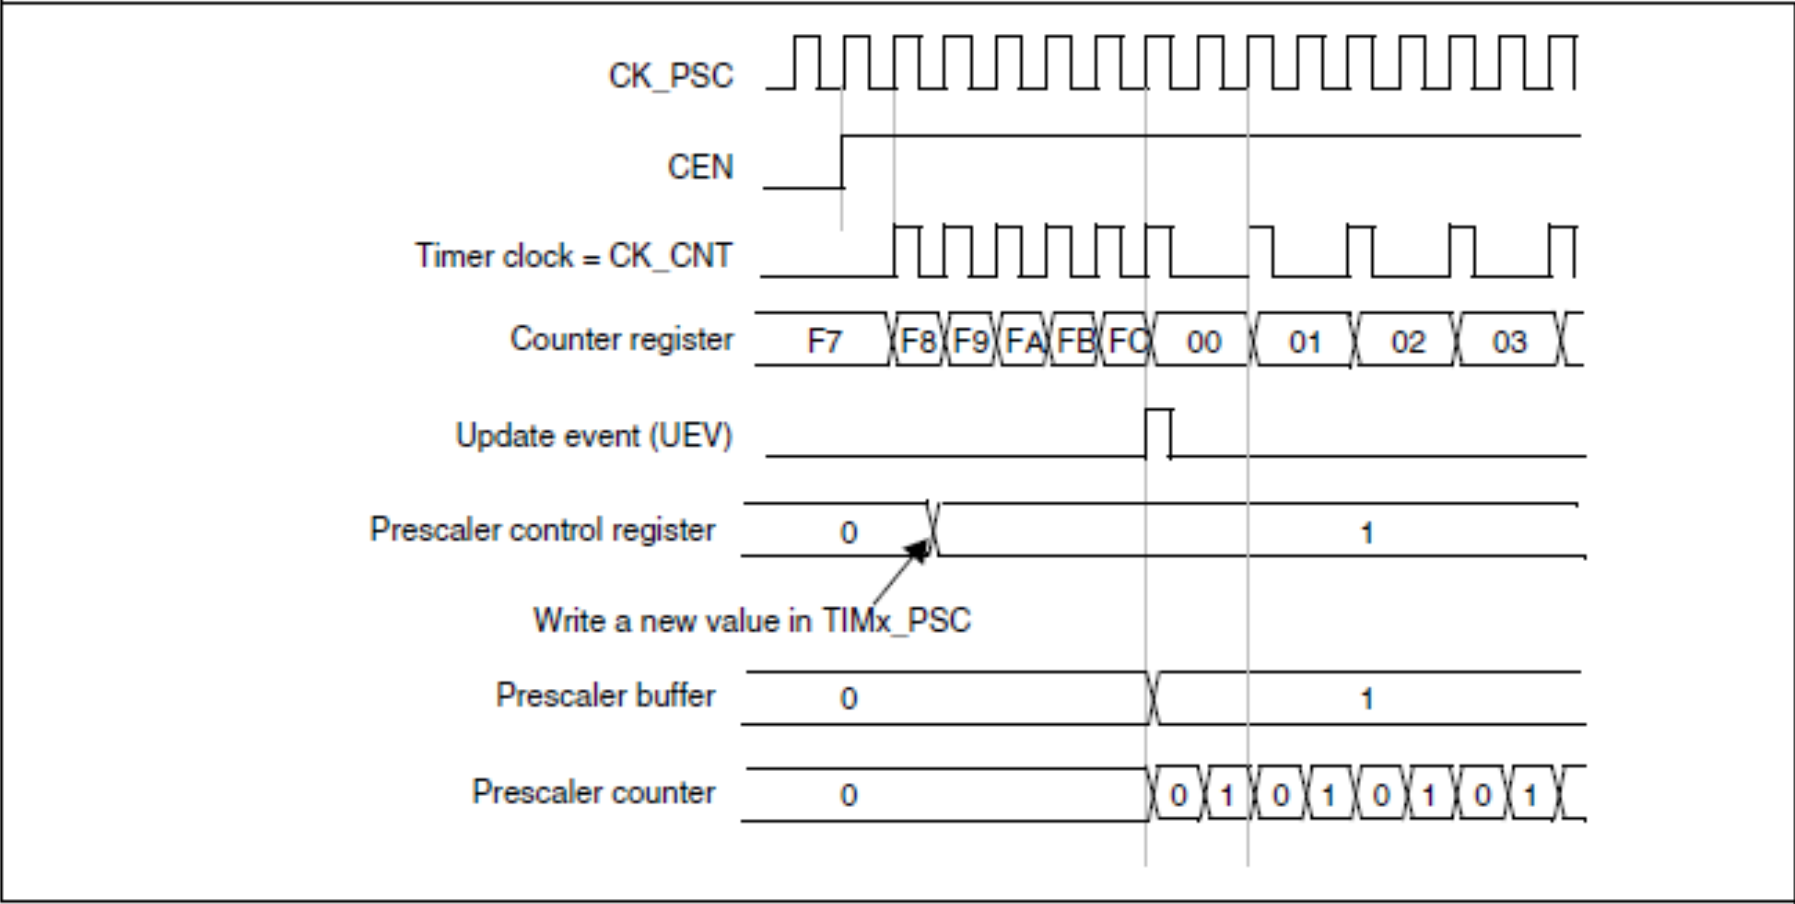 CK_PSC
CEN
Timer clock = CK_CNT
Counter register F7 F8 F9 FA FB FC 00 01 02 03
Update event (UEV)
Prescaler control register 0 1
Write a new value in TIMx_PSC
Prescaler buffer 0 1
Prescaler counter 0 0 1 0 1 0 1 0 1